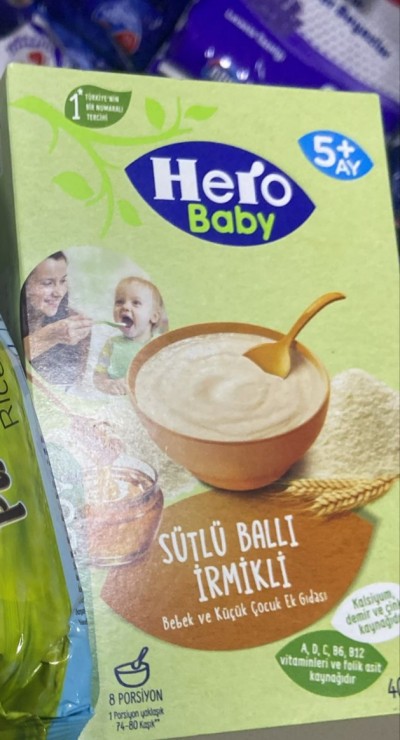 1*
TÜRKİYE'NİN
BİR NUMARALI
TERCİHİ
5+
AY
Hero
Baby
RICE
SÜTLÜ BALLI
İRMİKLİ
Bebek ve Küçük Çocuk Ek Gıdası
Kalsiyum,
demir ve
kaynağıdır
A, D, C, B6, B12
vitaminleri ve folik asit
kaynağıdır
8 PORSİYON
1 Porsiyon yaklaşık
74-80 Kaşık**